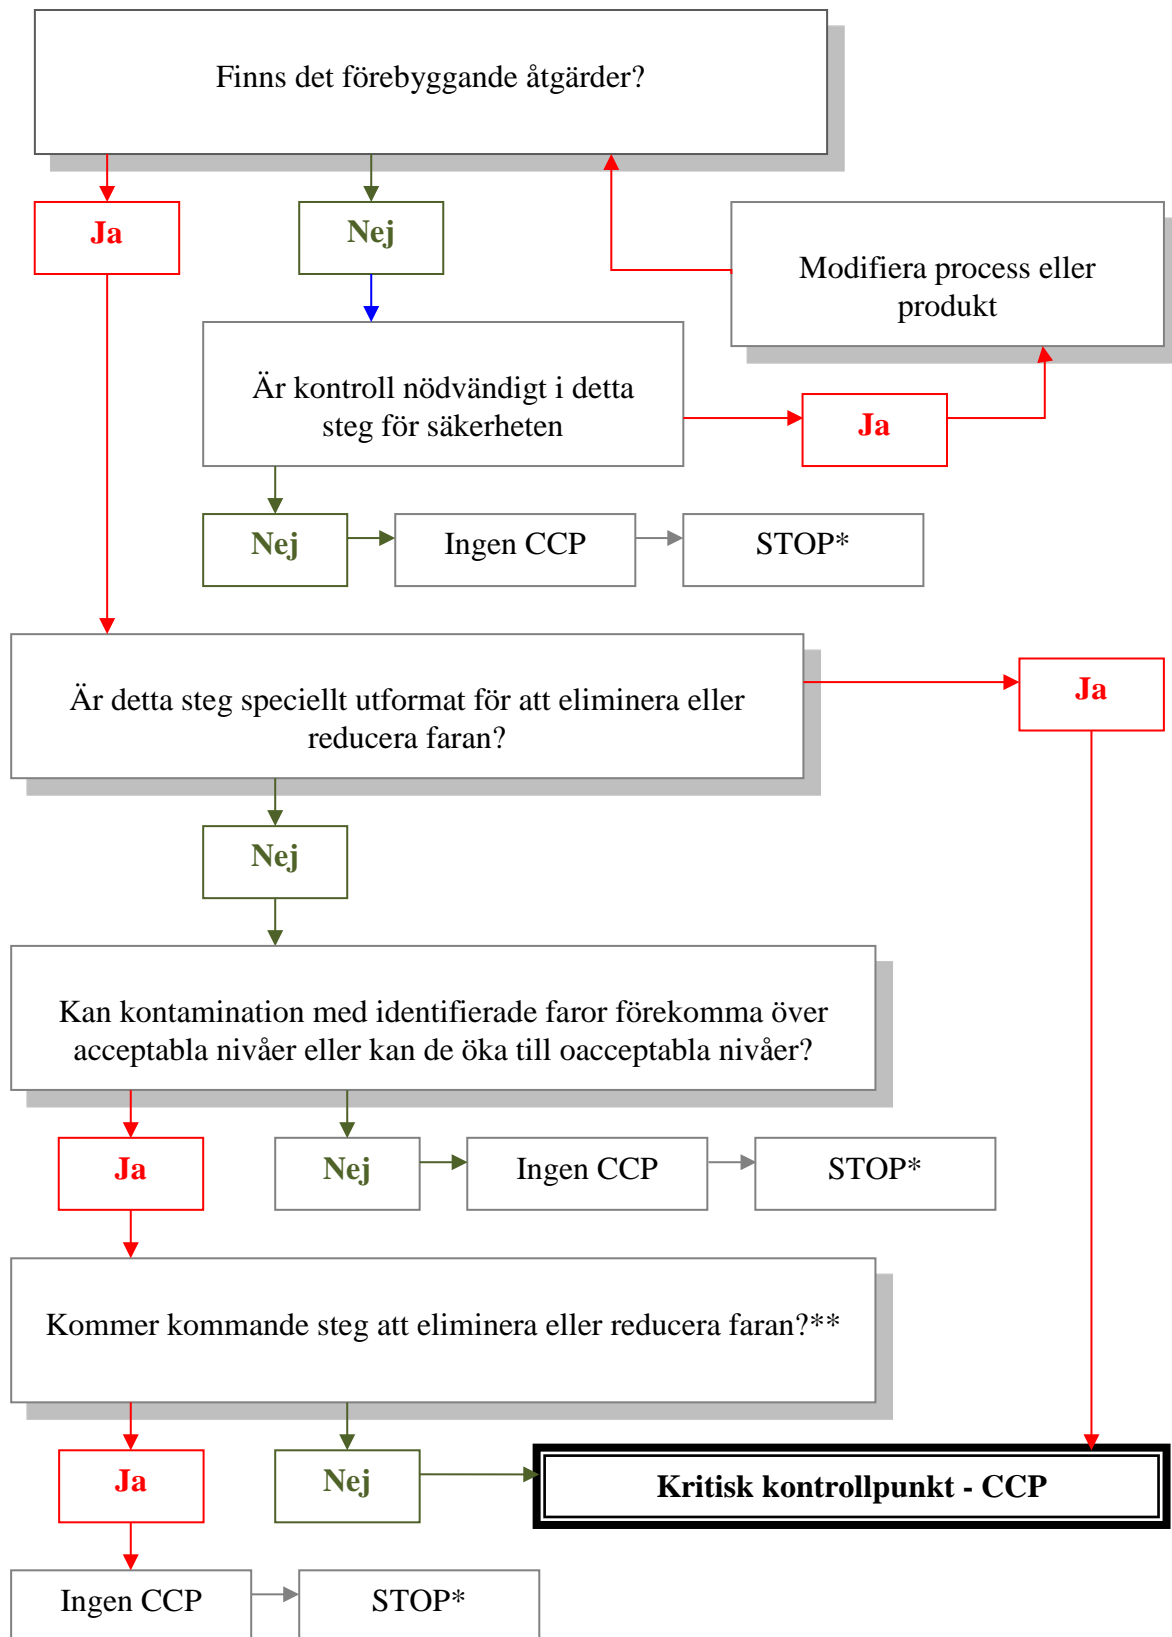 Finns det förebyggande åtgärder?
Ja
Nej
Modifiera process eller
produkt
Är kontroll nödvändigt i detta
steg för säkerheten
Ja
Nej
Ingen CCP
STOP*
Är detta steg speciellt utformat för att eliminera eller
reducera faran?
Ja
Nej
Kan kontamination med identifierade faror förekomma över
acceptabla nivåer eller kan de öka till oacceptabla nivåer?
Ja
Nej
Ingen CCP
STOP*
Kommer kommande steg att eliminera eller reducera faran?**
Ja
Nej
Kritisk kontrollpunkt - CCP
Ingen CCP
STOP*